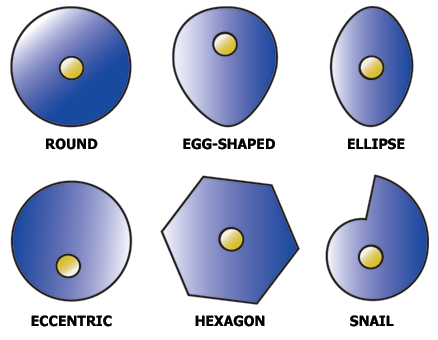 ROUND
EGG-SHAPED
ELLIPSE
ECCENTRIC
HEXAGON
SNAIL